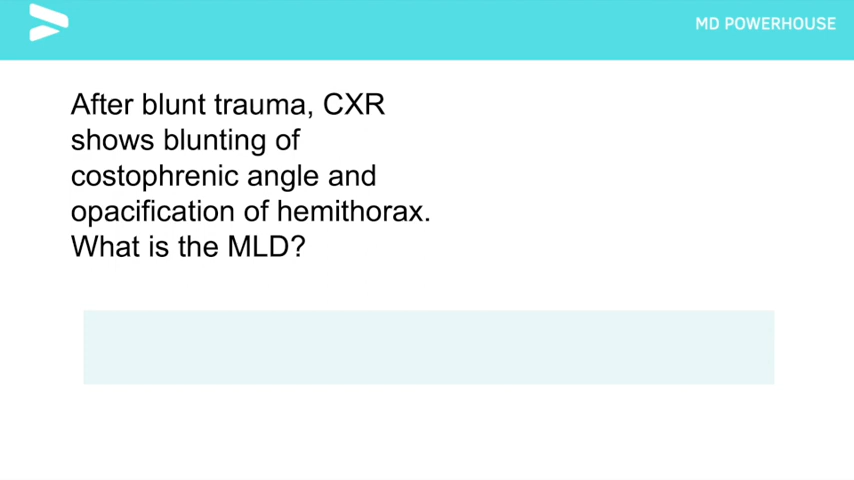 MD POWERHOUSE
After blunt trauma, CXR
shows blunting of
costophrenic angle and
opacification of hemithorax.
What is the MLD?